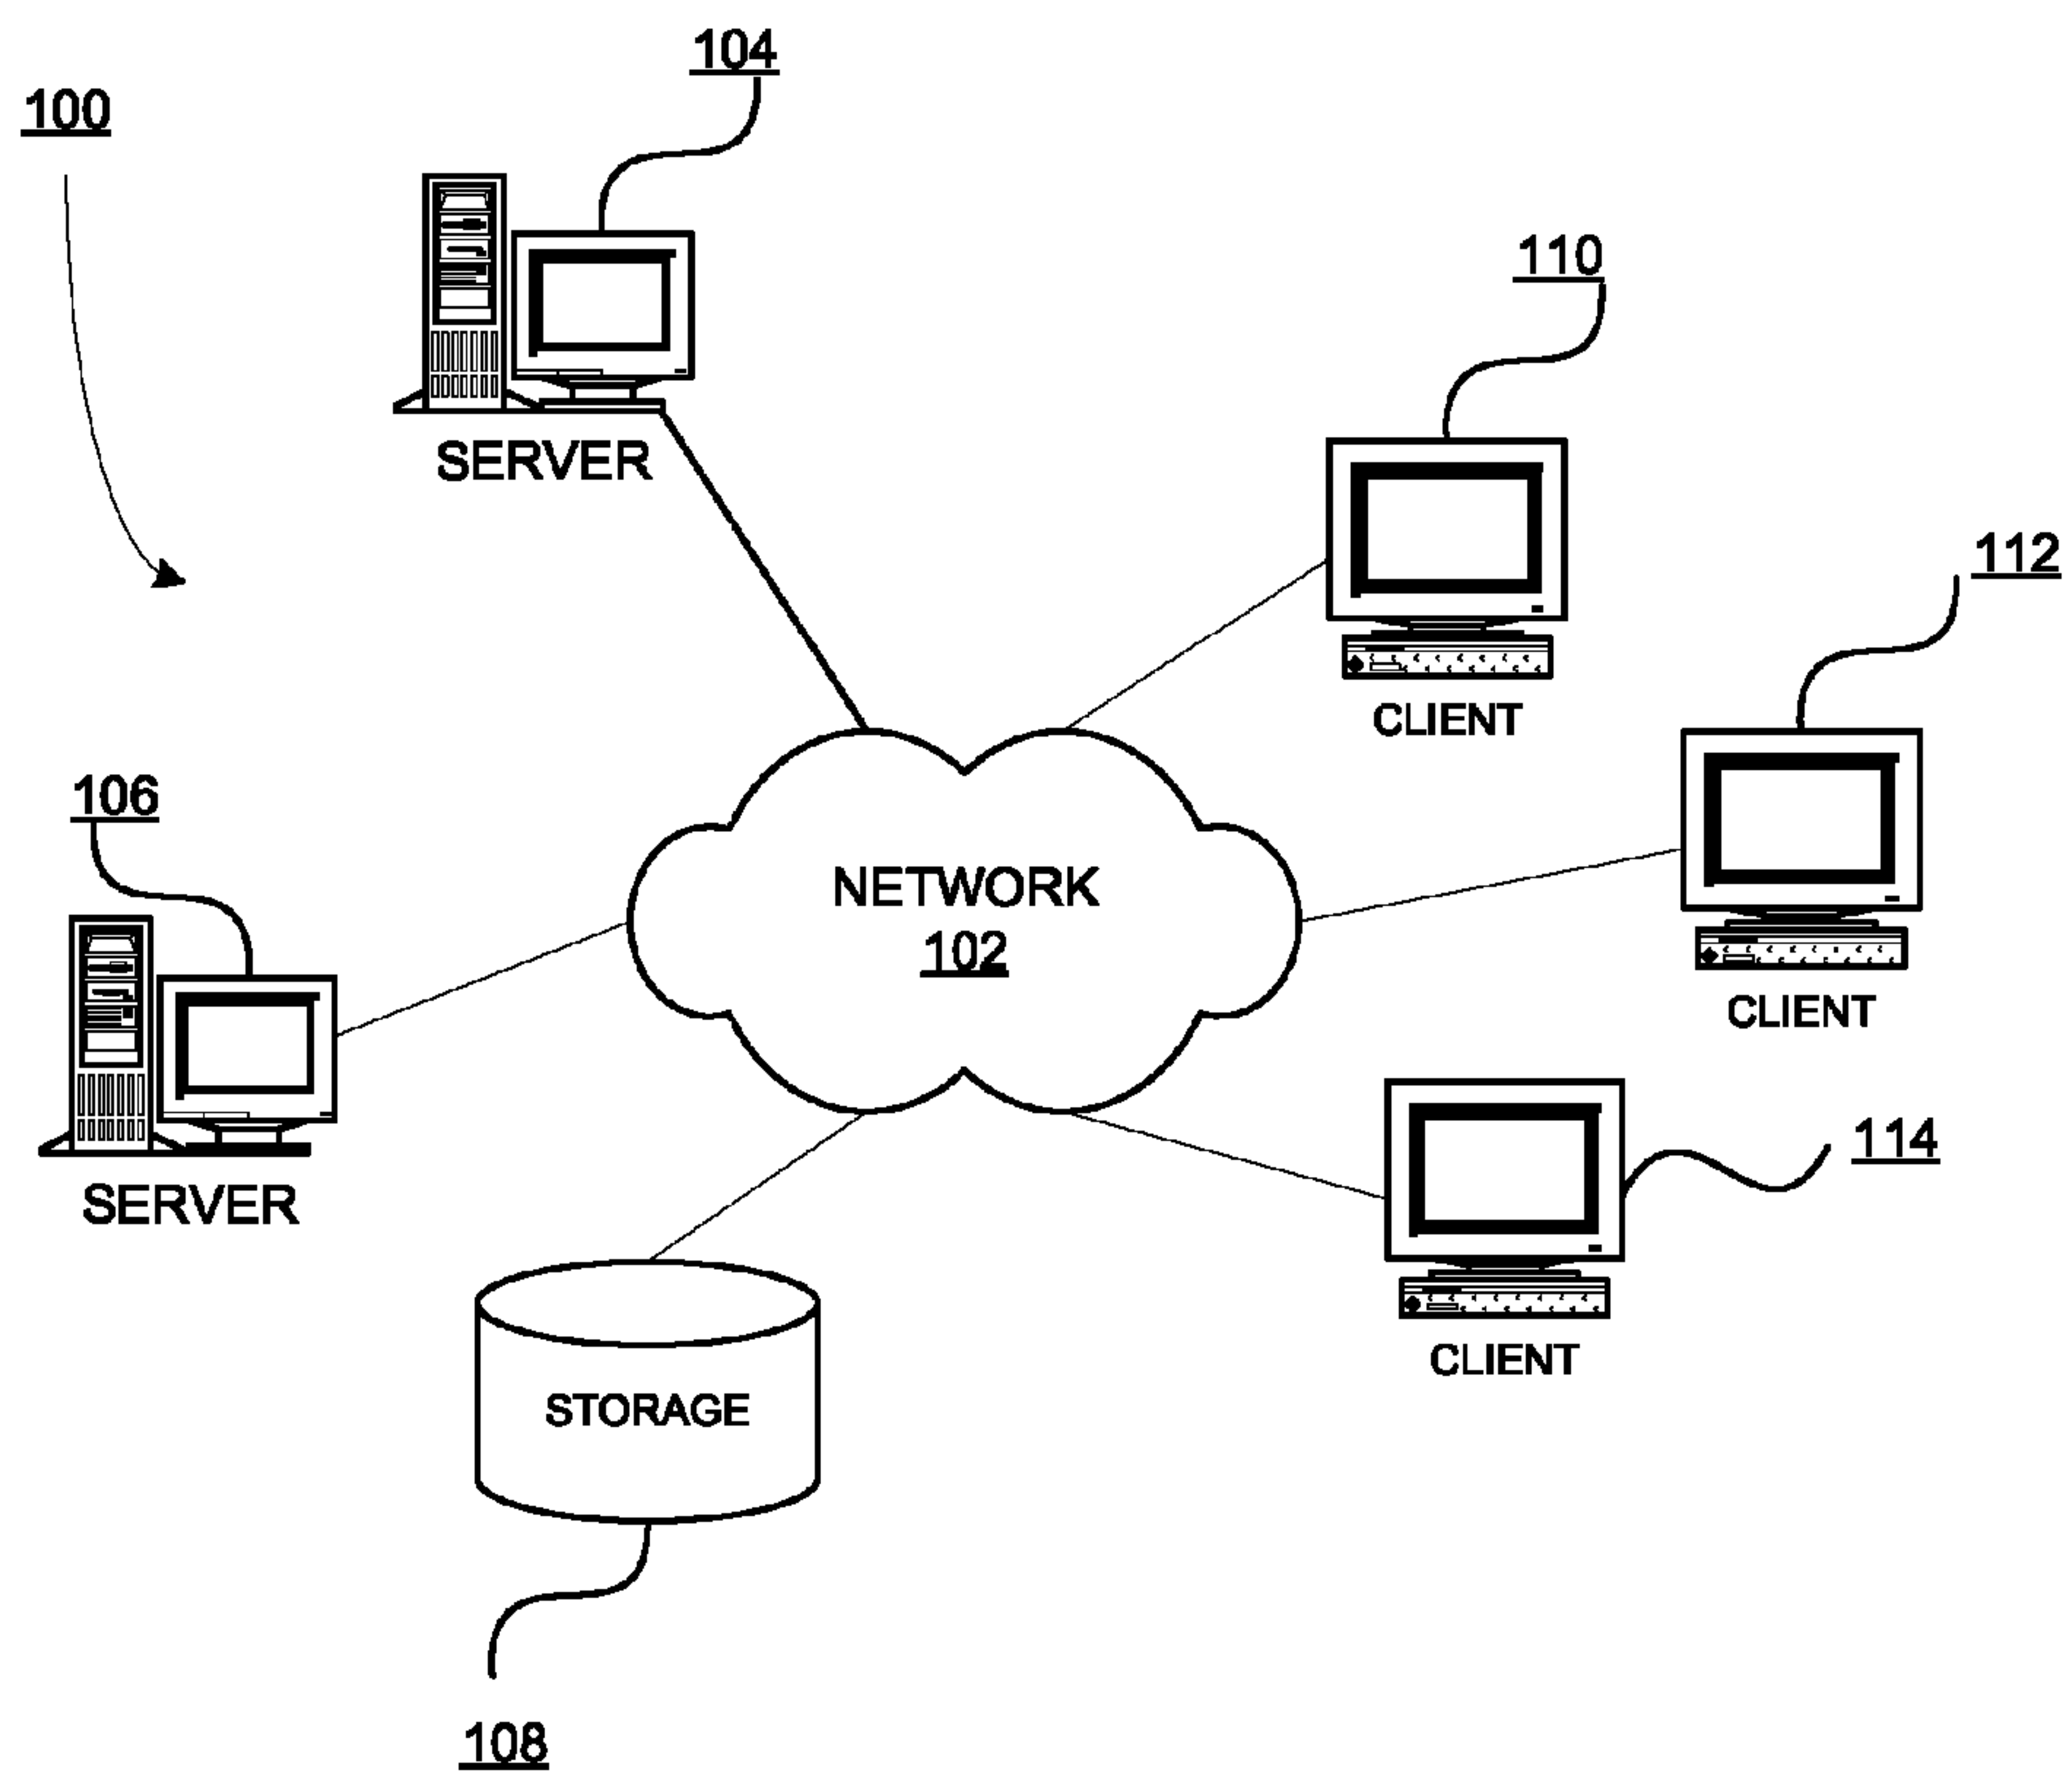 104
100
110
SERVER
112
CLIENT
106
NETWORK
102
CLIENT
114
SERVER
CLIENT
STORAGE
108